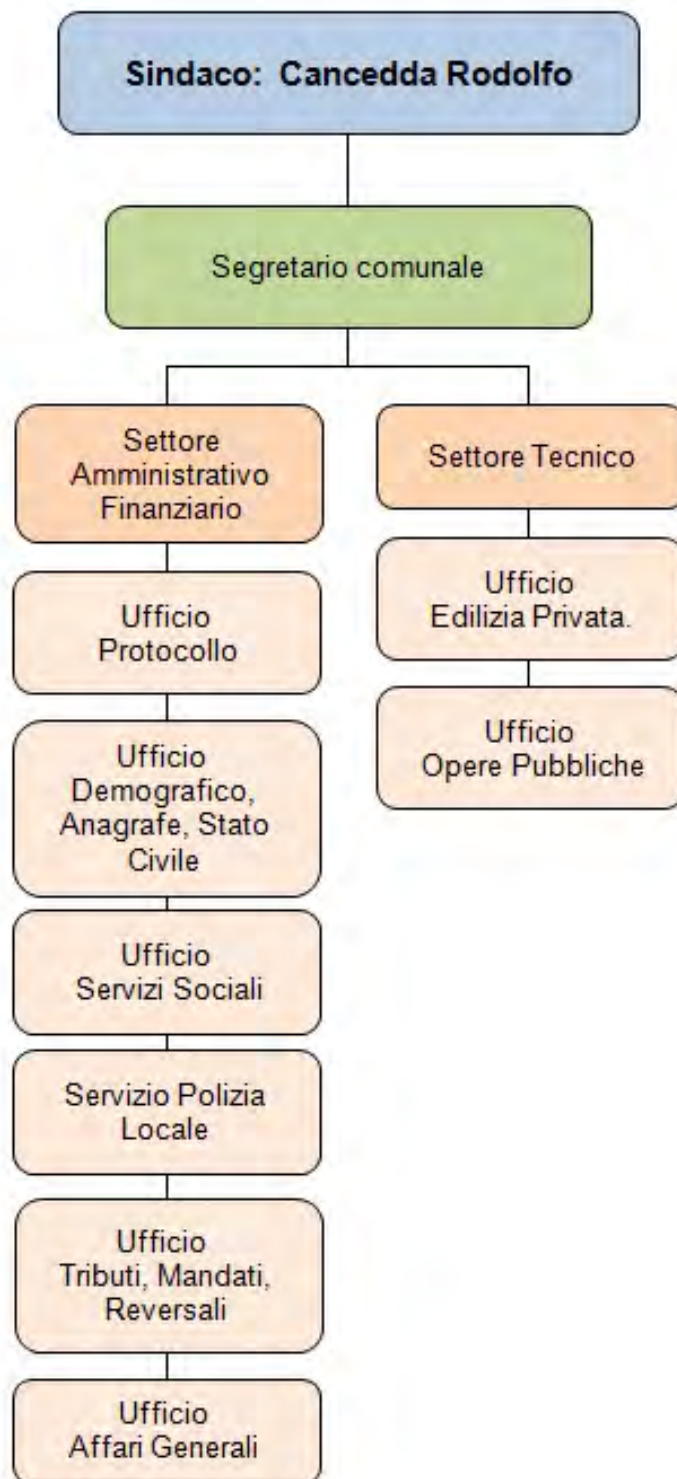 Sindaco: Cancedda Rodolfo
Segretario comunale
Settore
Amministrativo
Finanziario
Ufficio
Protocollo
Ufficio
Demografico,
Anagrafe, Stato
Civile
Ufficio
Servizi Sociali
Servizio Polizia
Locale
Ufficio
Tributi, Mandati,
Reversali
Ufficio
Affari Generali
Settore Tecnico
Ufficio
Edilizia Privata.
Ufficio
Opere Pubbliche